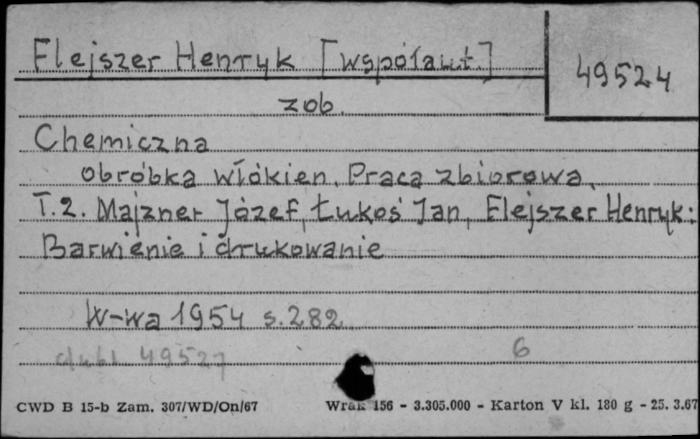 Flejszer Henryk [współaut.]
49524
zob.
Chemiczna
obróbka włókien. Praca zbiorowa.
T.2. Majzner Józef, Łukoś Jan, Flejszer Henryk:
Barwienie i drukowanie
W-wa 1954 s.282
dubl 49527
6
CWD B 15-b Zam. 307/WD/On/67
156 - 3.305.000 - Karton V kl. 180 g - 25. 3.67